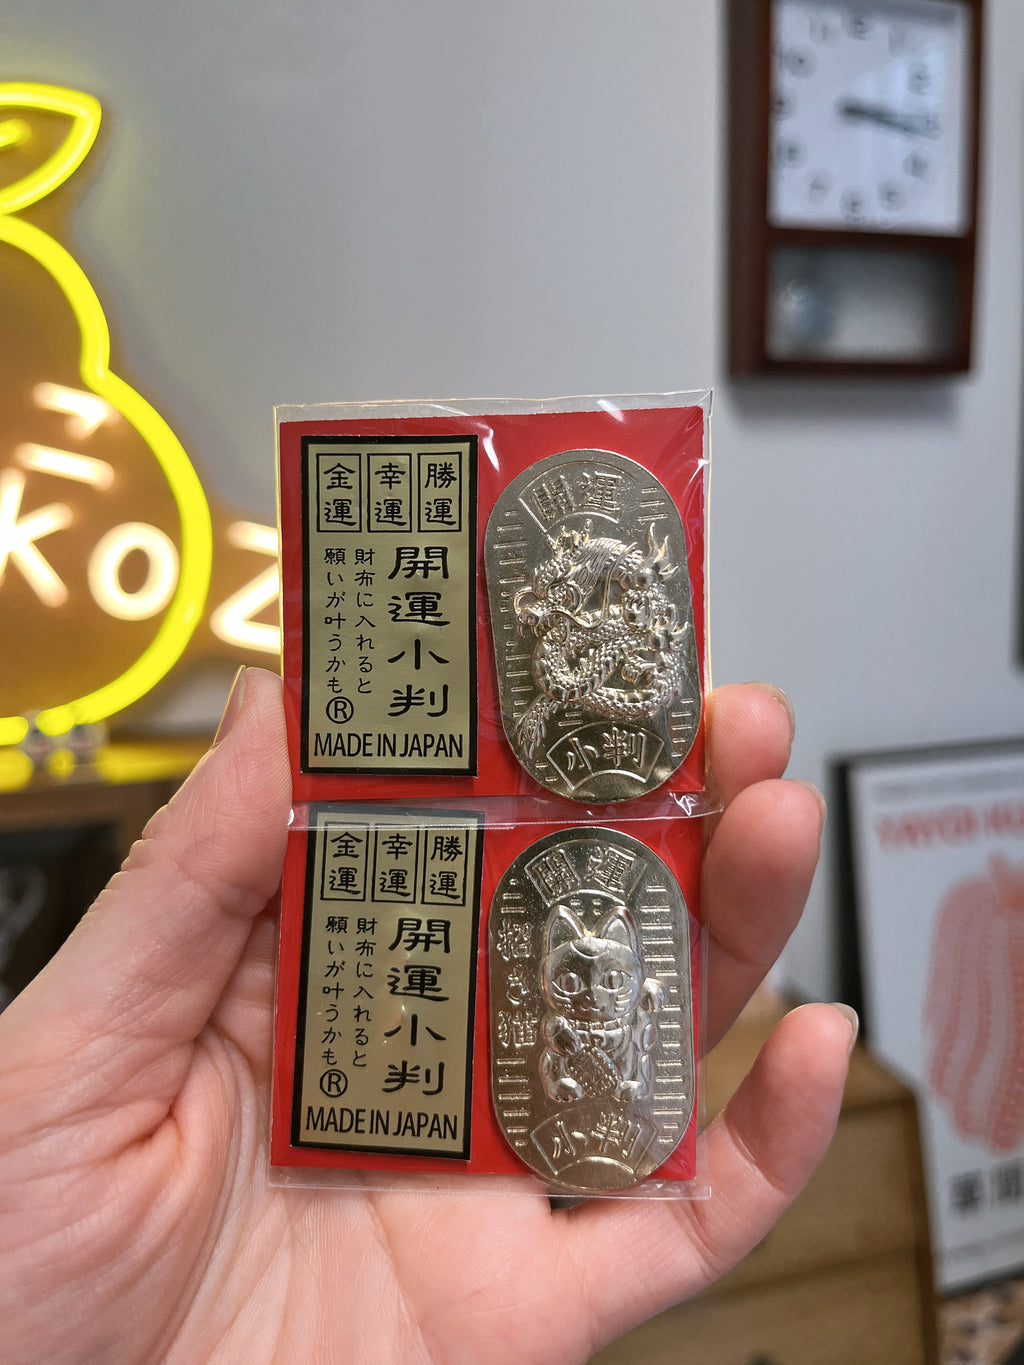 金運 幸運 勝運
開運小判
財布に入れると
願いが叶うかも
®
MADE IN JAPAN
開運
小判
金運 幸運 勝運
開運小判
財布に入れると
願いが叶うかも
®
MADE IN JAPAN
開運
招き猫
小判